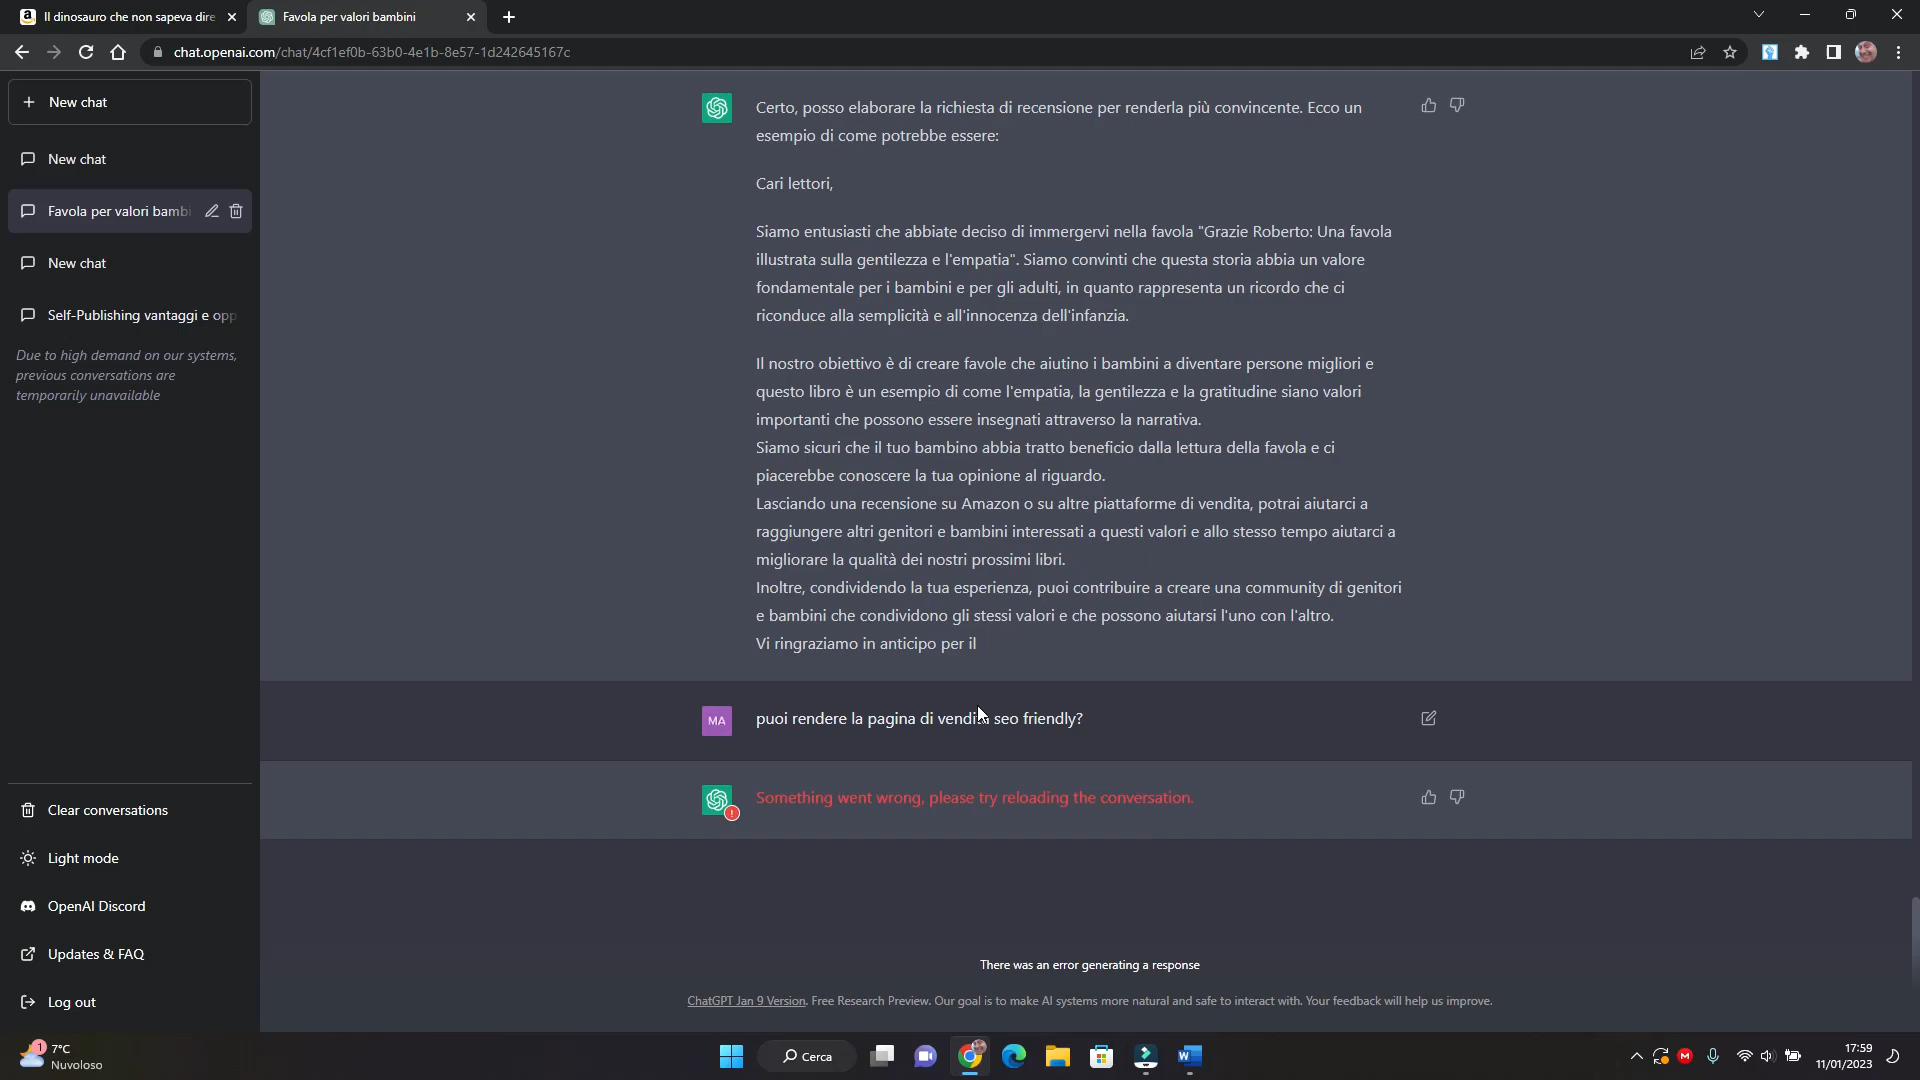 Il dinosauro che non sapeva dire
Favola per valori bambini
chat.openai.com/chat/4cf1ef0b-63b0-4e1b-8e57-1d242645167c
New chat
New chat
Favola per valori bambi
New chat
Self-Publishing vantaggi e opp
Due to high demand on our systems,
previous conversations are
temporarily unavailable
Clear conversations
Light mode
OpenAI Discord
Updates & FAQ
Log out
Certo, posso elaborare la richiesta di recensione per renderla più convincente. Ecco un
esempio di come potrebbe essere:
Cari lettori,
Siamo entusiasti che abbiate deciso di immergervi nella favola "Grazie Roberto: Una favola
illustrata sulla gentilezza e l'empatia". Siamo convinti che questa storia abbia un valore
fondamentale per i bambini e per gli adulti, in quanto rappresenta un ricordo che ci
riconduce alla semplicità e all'innocenza dell'infanzia.
Il nostro obiettivo è di creare favole che aiutino i bambini a diventare persone migliori e
questo libro è un esempio di come l'empatia, la gentilezza e la gratitudine siano valori
importanti che possono essere insegnati attraverso la narrativa.
Siamo sicuri che il tuo bambino abbia tratto beneficio dalla lettura della favola e ci
piacerebbe conoscere la tua opinione al riguardo.
Lasciando una recensione su Amazon o su altre piattaforme di vendita, potrai aiutarci a
raggiungere altri genitori e bambini interessati a questi valori e allo stesso tempo aiutarci a
migliorare la qualità dei nostri prossimi libri.
Inoltre, condividendo la tua esperienza, puoi contribuire a creare una community di genitori
e bambini che condividono gli stessi valori e che possono aiutarsi l'uno con l'altro.
Vi ringraziamo in anticipo per il
MA
puoi rendere la pagina di vendita seo friendly?
Something went wrong, please try reloading the conversation.
There was an error generating a response
ChatGPT Jan 9 Version. Free Research Preview. Our goal is to make AI systems more natural and safe to interact with. Your feedback will help us improve.
1
7°C
Nuvoloso
Cerca
17:59
11/01/2023